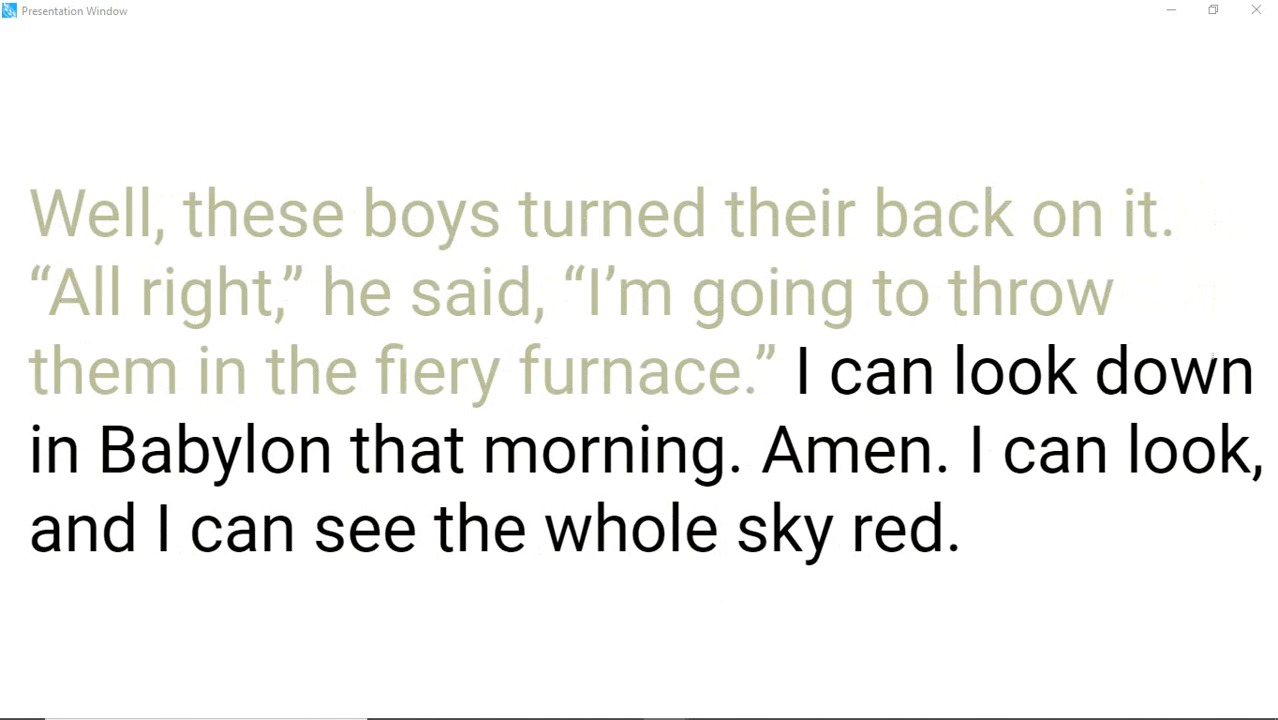 Presentation Window
Well, these boys turned their back on it.
“All right,” he said, “I’m going to throw
them in the fiery furnace.” I can look down
in Babylon that morning. Amen. I can look,
and I can see the whole sky red.